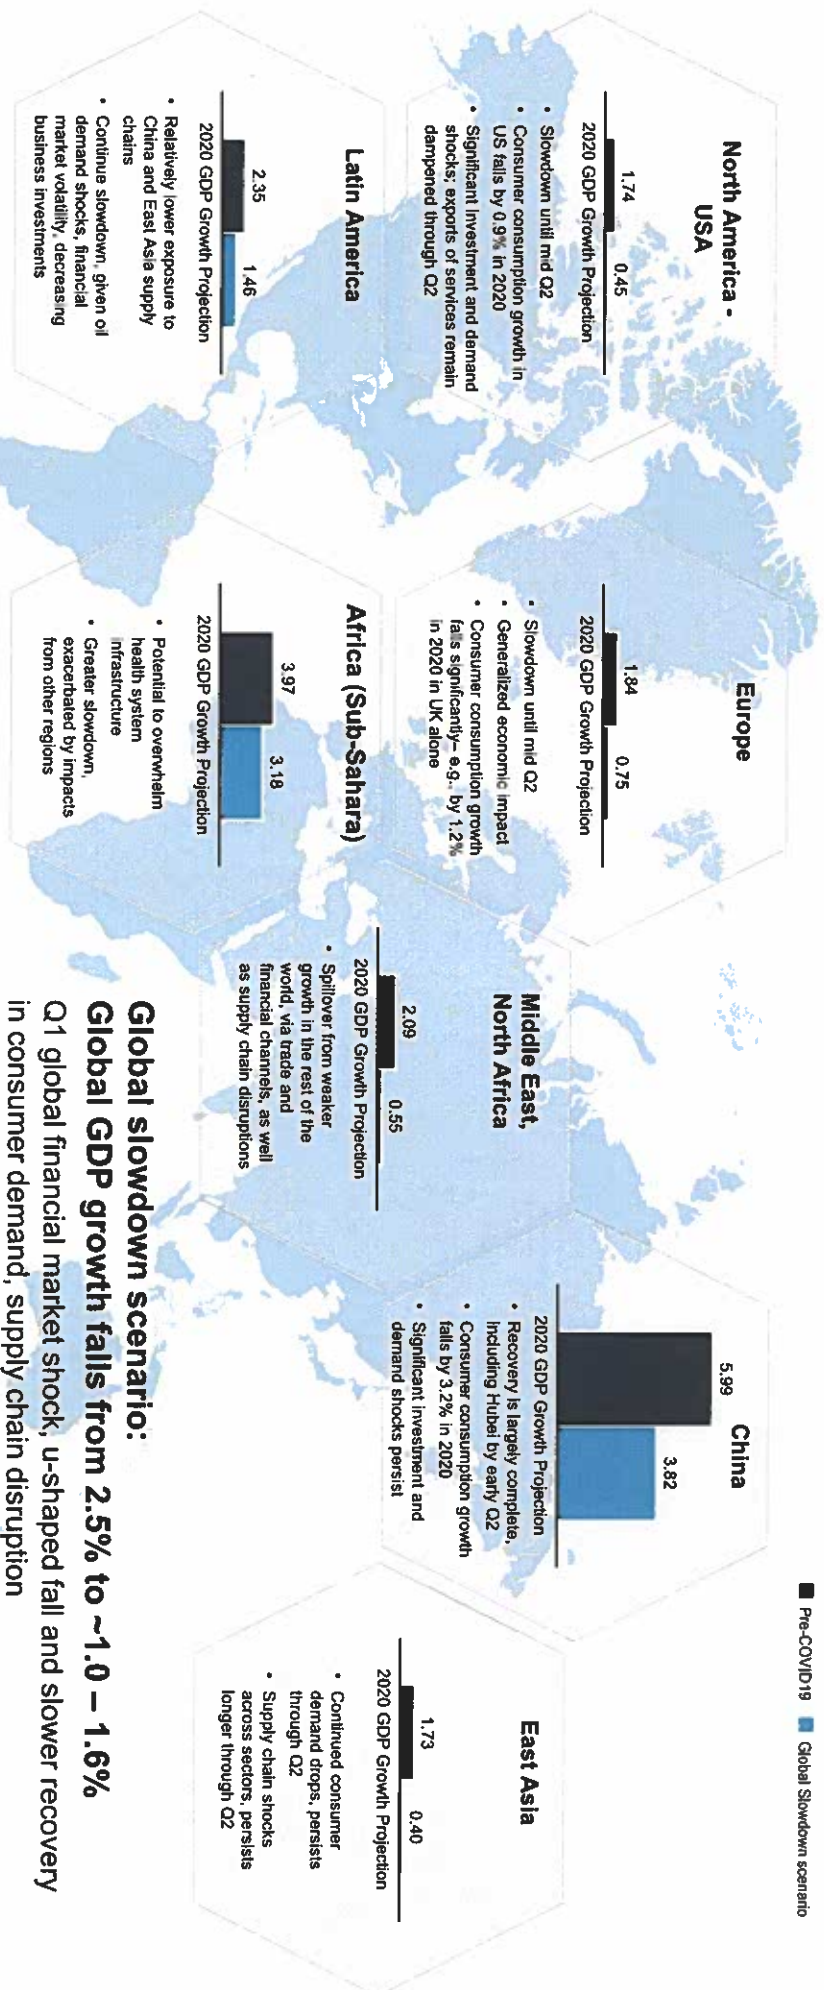 Pre-COVID19
Global Slowdown scenario
North America -
USA
1.74
0.45
2020 GDP Growth Projection
• Slowdown until mid Q2
• Consumer consumption growth in
US falls by 0.9% in 2020
• Significant investment and demand
shocks; exports of services remain
dampened through Q2
Europe
1.84
0.75
2020 GDP Growth Projection
• Slowdown until mid Q2
• Generalized economic impact
• Consumer consumption growth
falls significantly– e.g., by 1.2%
in 2020 in UK alone
China
5.99
3.82
2020 GDP Growth Projection
• Recovery is largely complete,
including Hubei by early Q2
• Consumer consumption growth
falls by 3.2% in 2020
• Significant investment and
demand shocks persist
Middle East,
North Africa
2.09
0.55
2020 GDP Growth Projection
• Spillover from weaker
growth in the rest of the
world, via trade and
financial channels, as well
as supply chain disruptions
East Asia
1.73
0.40
2020 GDP Growth Projection
• Continued consumer
demand drops, persists
through Q2
• Supply chain shocks
across sectors, persists
longer through Q2
Latin America
2.35
1.46
2020 GDP Growth Projection
• Relatively lower exposure to
China and East Asia supply
chains
• Continue slowdown, given oil
demand shocks, financial
market volatility, decreasing
business investments
Africa (Sub-Sahara)
3.97
3.18
2020 GDP Growth Projection
• Potential to overwhelm
health system
infrastructure
• Greater slowdown,
exacerbated by impacts
from other regions
Global slowdown scenario:
Global GDP growth falls from 2.5% to ~1.0 – 1.6%
Q1 global financial market shock, u-shaped fall and slower recovery
in consumer demand, supply chain disruption